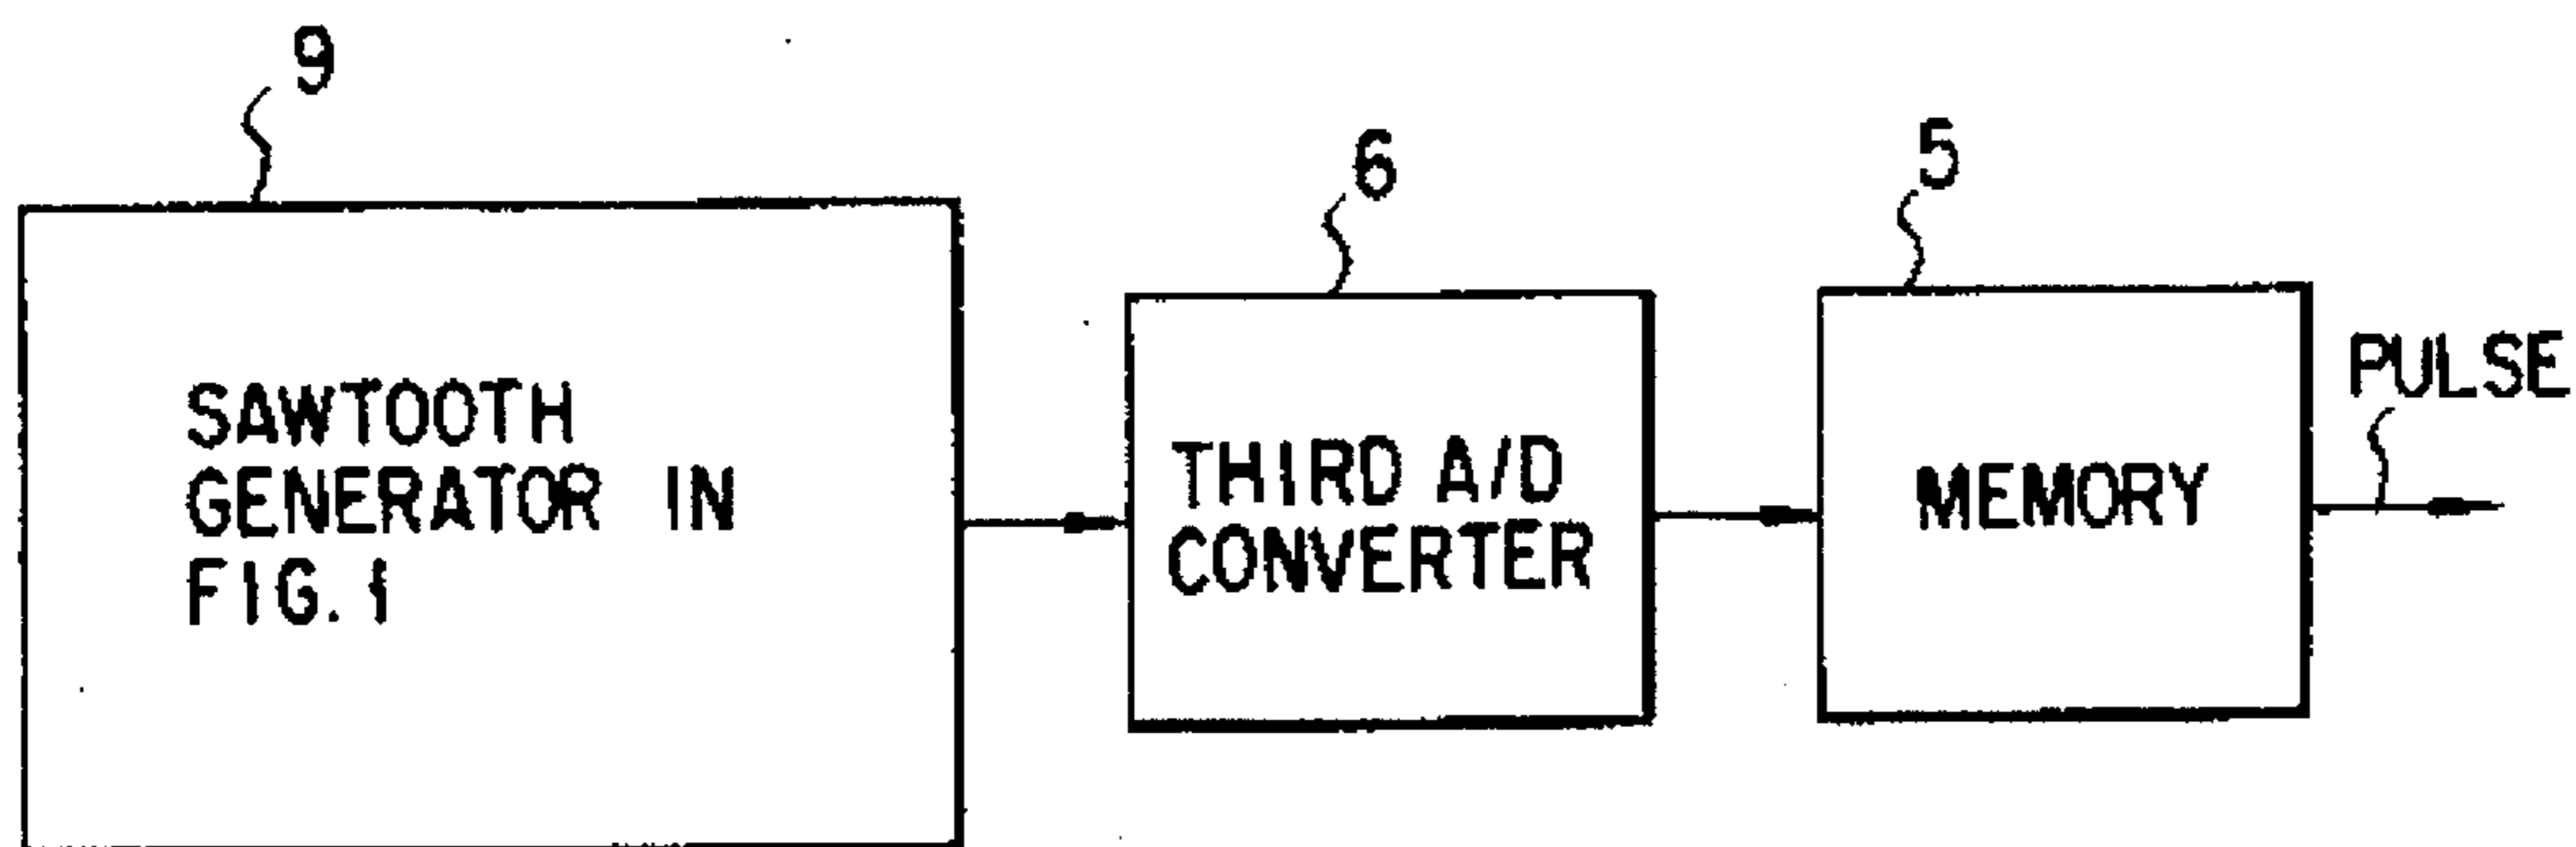 9
6
5
SAWTOOTH
GENERATOR IN
FIG. 1
THIRD A/D
CONVERTER
MEMORY
PULSE